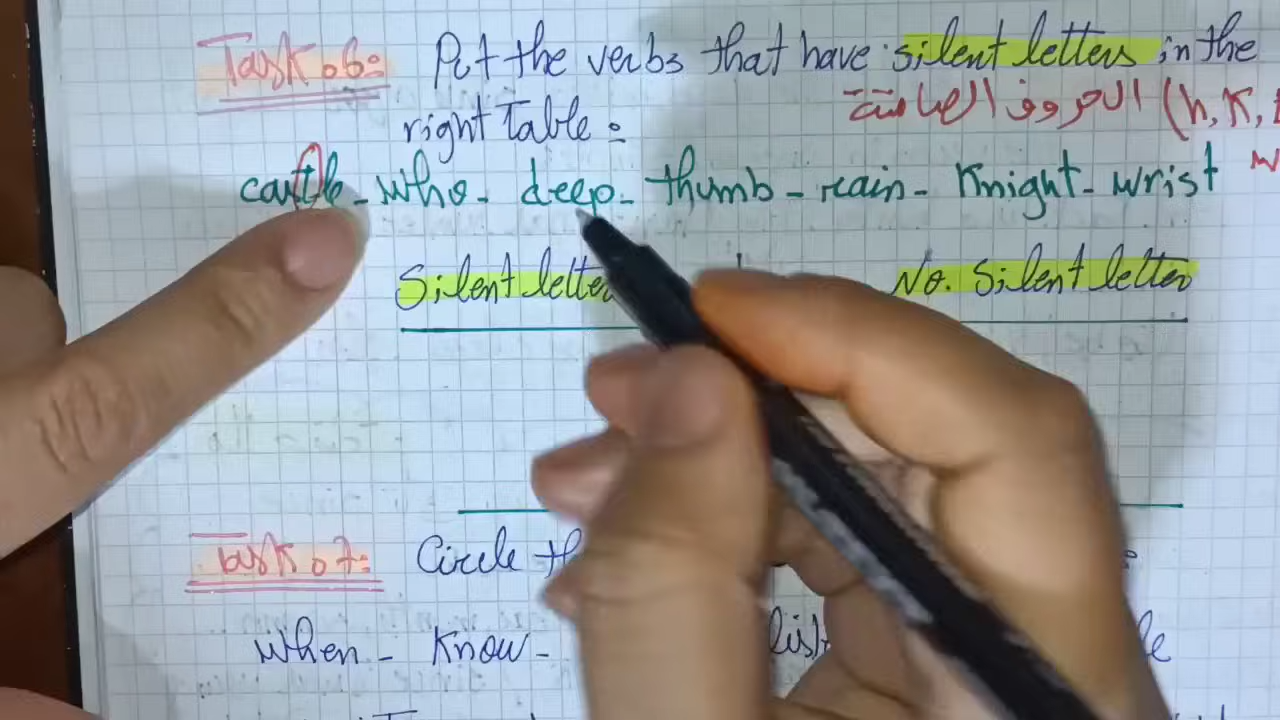 Task 06: Put the verbs that have silent letters in the
right Table: الحروف الصامتة (h, K,
castle - who - deep - thumb - rain - Knight - wrist w
Silent letter No. Silent letter
Task 07: Circle
when - Know -